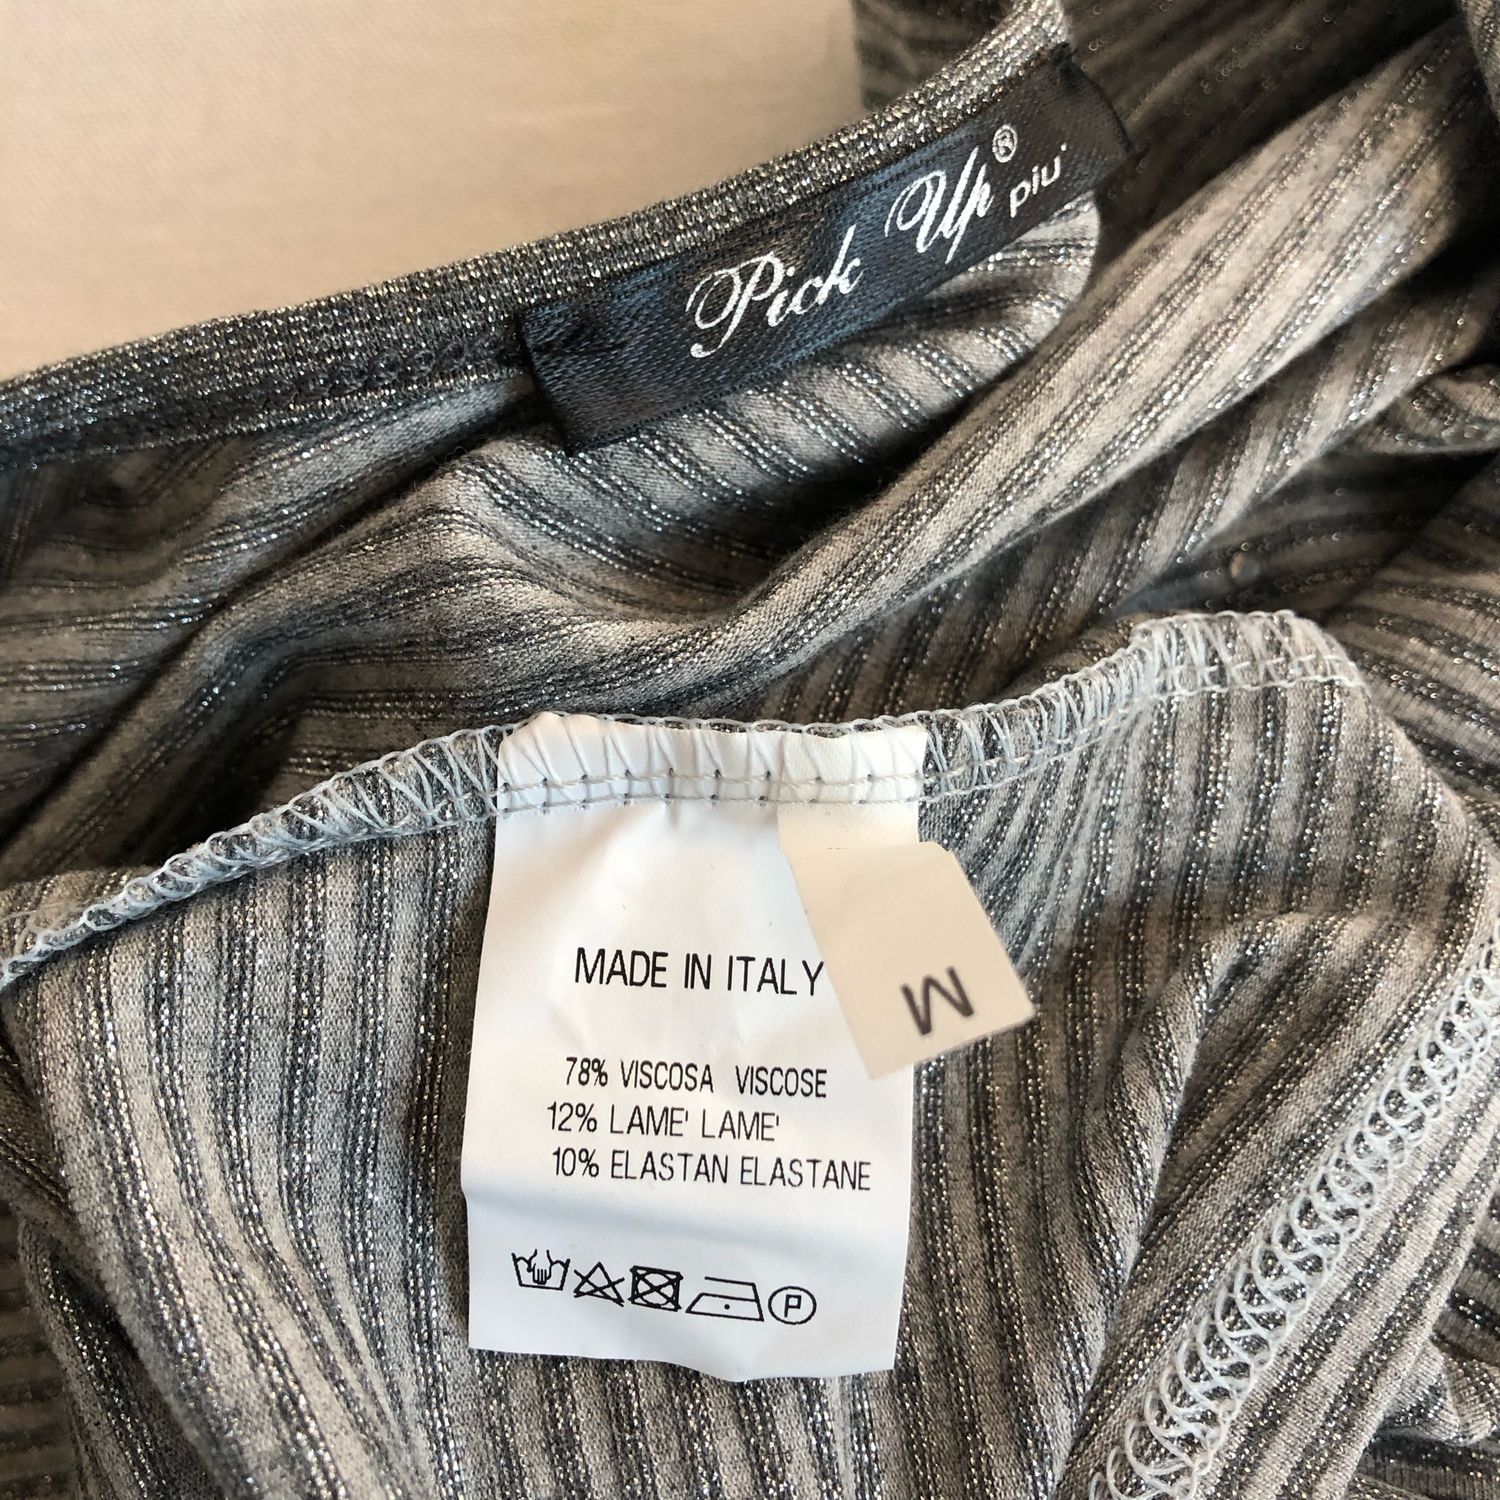 Pick Up® più
MADE IN ITALY
M
78% VISCOSA VISCOSE
12% LAME' LAME'
10% ELASTAN ELASTANE
P